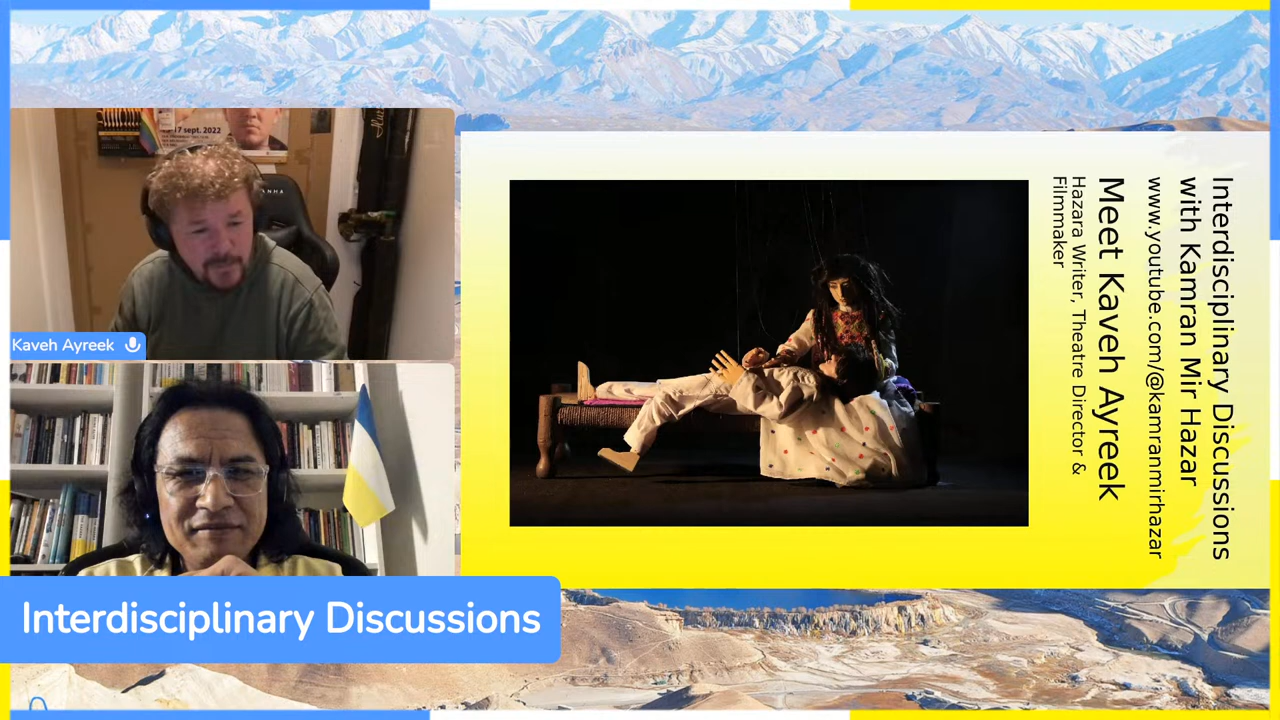 17 sept. 2022
Kaveh Ayreek
Interdisciplinary Discussions
Interdisciplinary Discussions
with Kamran Mir Hazar
www.youtube.com/@kamranmirhazar
Meet Kaveh Ayreek
Hazara Writer, Theatre Director &
Filmmaker